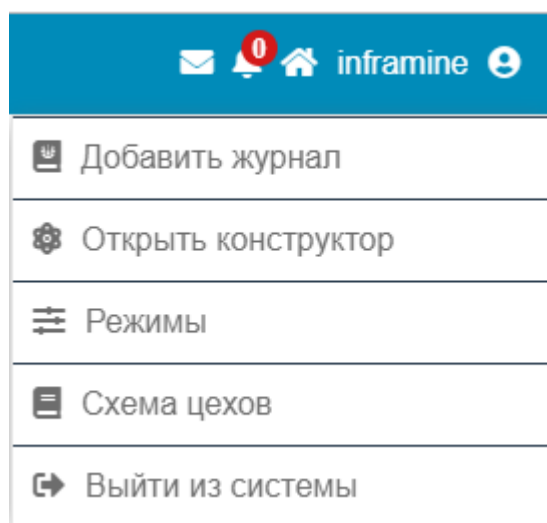 0
inframine
Добавить журнал
Открыть конструктор
Режимы
Схема цехов
Выйти из системы